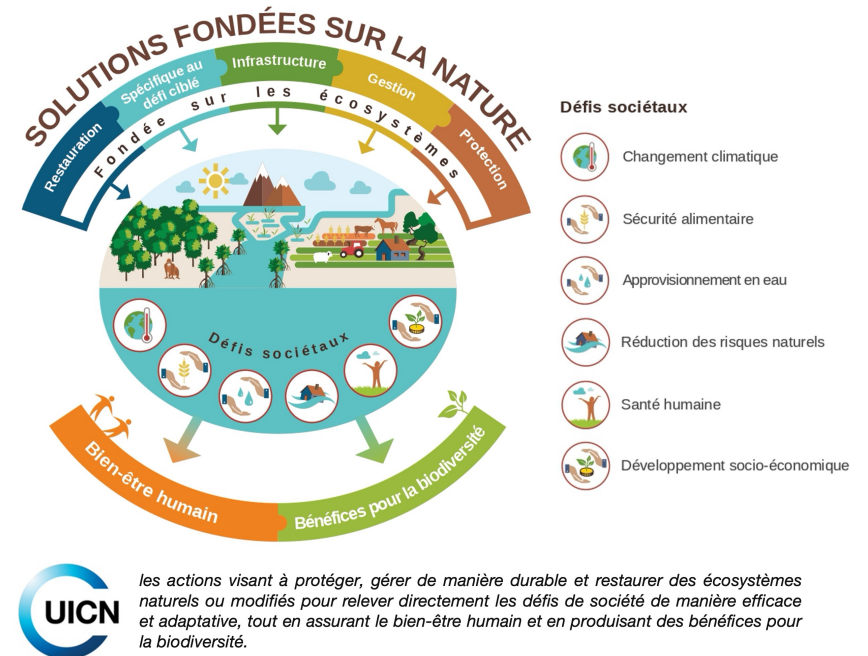 SOLUTIONS FONDÉES SUR LA NATURE
Restauration
Spécifique au
défi ciblé
Infrastructure
Gestion
Protection
Fondée sur les écosystèmes
Défis sociétaux
Bien-être humain
Bénéfices pour la biodiversité
Défis sociétaux
Changement climatique
Sécurité alimentaire
Approvisionnement en eau
Réduction des risques naturels
Santé humaine
Développement socio-économique
UICN
les actions visant à protéger, gérer de manière durable et restaurer des écosystèmes
naturels ou modifiés pour relever directement les défis de société de manière efficace
et adaptative, tout en assurant le bien-être humain et en produisant des bénéfices pour
la biodiversité.